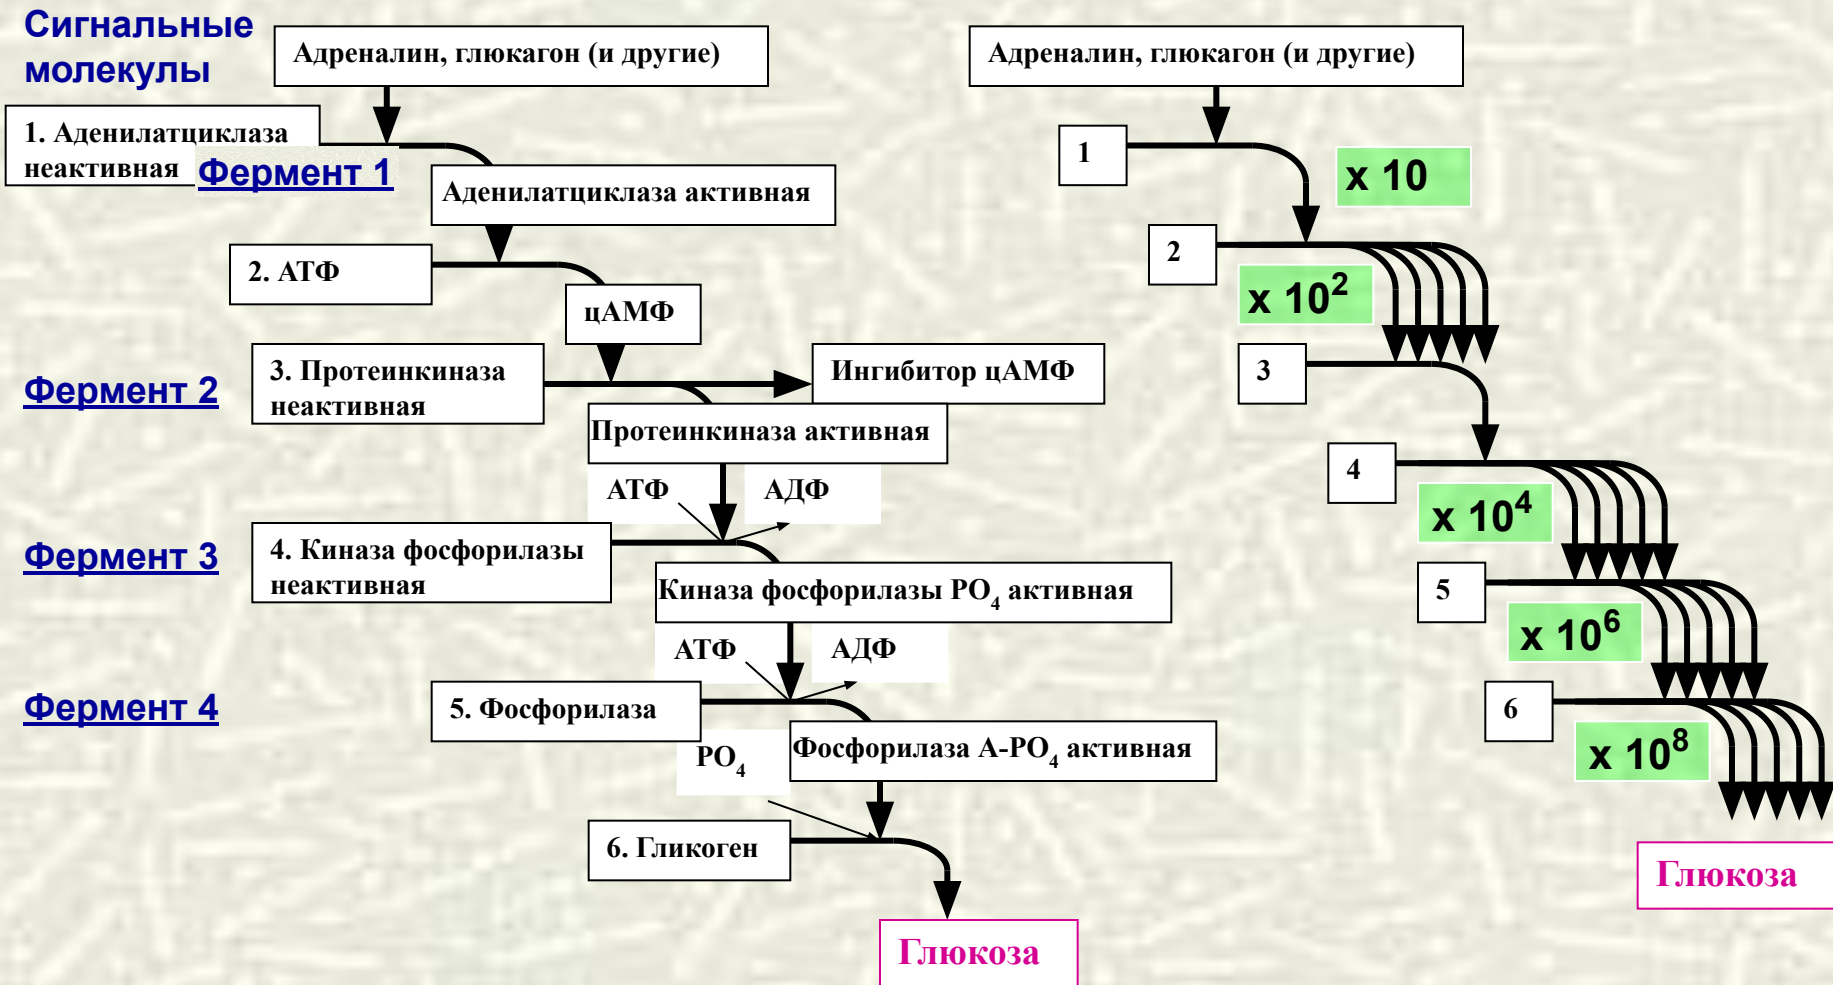 Сигнальные
молекулы
Адреналин, глюкагон (и другие)
1. Аденилатциклаза
неактивная
Фермент 1
Аденилатциклаза активная
2. АТФ
цАМФ
Фермент 2
3. Протеинкиназа
неактивная
Ингибитор цАМФ
Протеинкиназа активная
АТФ
АДФ
Фермент 3
4. Киназа фосфорилазы
неактивная
Киназа фосфорилазы PO₄ активная
АТФ
АДФ
Фермент 4
5. Фосфорилаза
PO₄
Фосфорилаза А-PO₄ активная
6. Гликоген
Глюкоза
Адреналин, глюкагон (и другие)
1
x 10
2
x 10²
3
4
x 10⁴
5
x 10⁶
6
x 10⁸
Глюкоза